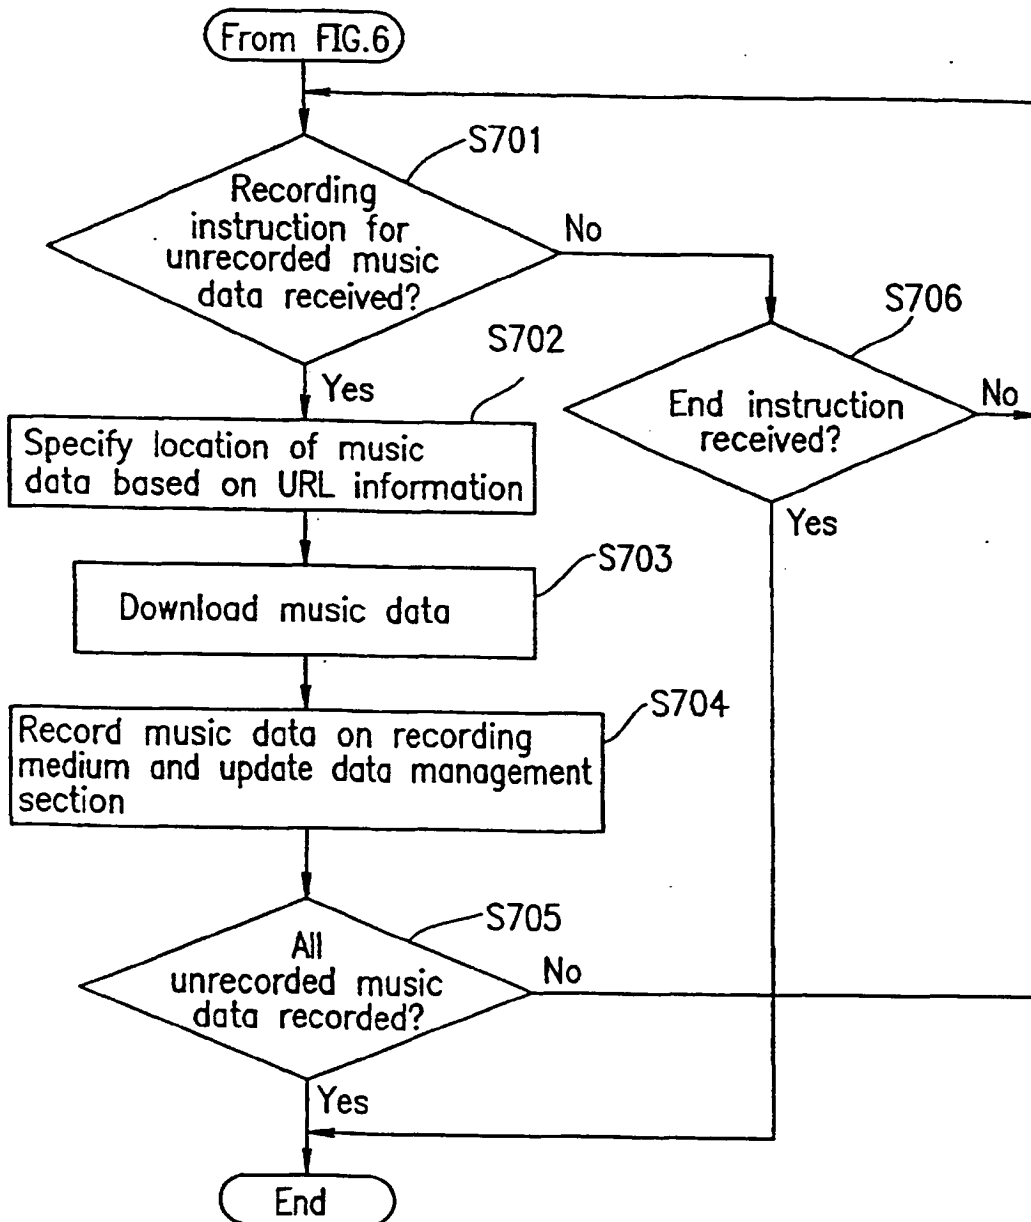 From FIG.6
S701
Recording
instruction for
unrecorded music
data received?
No
Yes
S706
End instruction
received?
No
Yes
S702
Specify location of music
data based on URL information
S703
Download music data
S704
Record music data on recording
medium and update data management
section
S705
All
unrecorded music
data recorded?
No
Yes
End